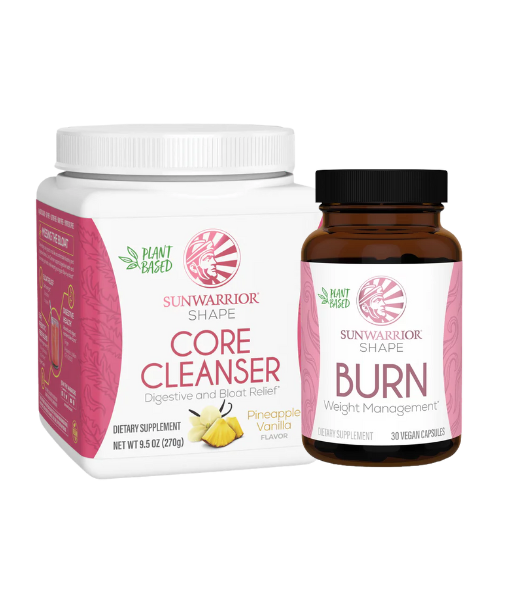 PLANT
BASED
SUNWARRIOR®
SHAPE
CORE
CLEANSER
Digestive and Bloat Relief*
Pineapple
Vanilla
FLAVOR
DIETARY SUPPLEMENT
NET WT 9.5 OZ (270g)
PLANT
BASED
SUNWARRIOR®
SHAPE
BURN
Weight Management*
DIETARY SUPPLEMENT
30 VEGAN CAPSULES